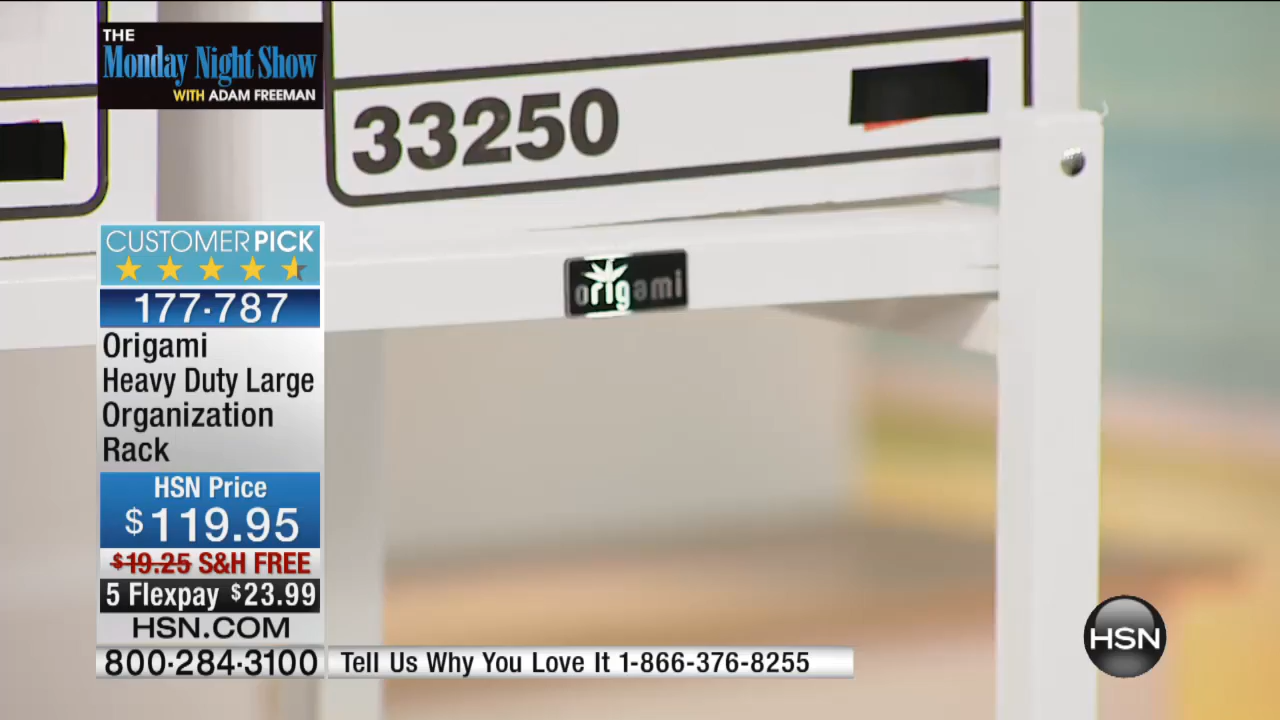 THE
Monday Night Show
WITH ADAM FREEMAN
33250
origami
CUSTOMER PICK
177-787
Origami
Heavy Duty Large
Organization
Rack
HSN Price
$119.95
$19.25 S&H FREE
5 Flexpay $23.99
HSN.COM
800·284·3100
Tell Us Why You Love It 1-866-376-8255
HSN